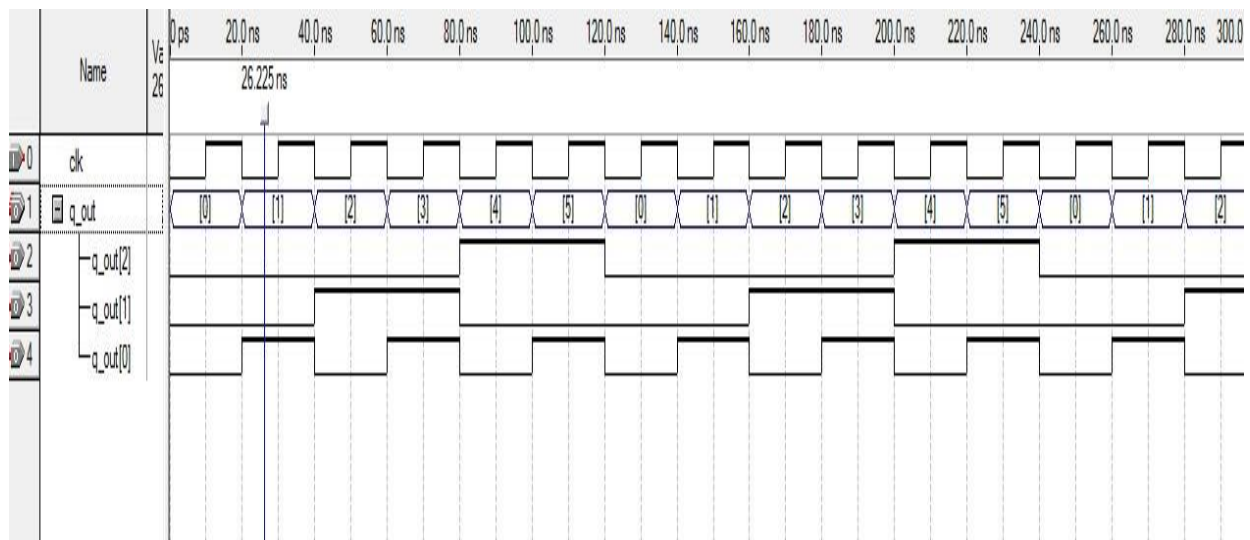 0 ps 20.0 ns 40.0 ns 60.0 ns 80.0 ns 100.0 ns 120.0 ns 140.0 ns 160.0 ns 180.0 ns 200.0 ns 220.0 ns 240.0 ns 260.0 ns 280.0 ns 300.0
Name Va
26
26.225 ns
0 clk
1 q_out [0] [1] [2] [3] [4] [5] [0] [1] [2] [3] [4] [5] [0] [1] [2]
2 q_out[2]
3 q_out[1]
4 q_out[0]